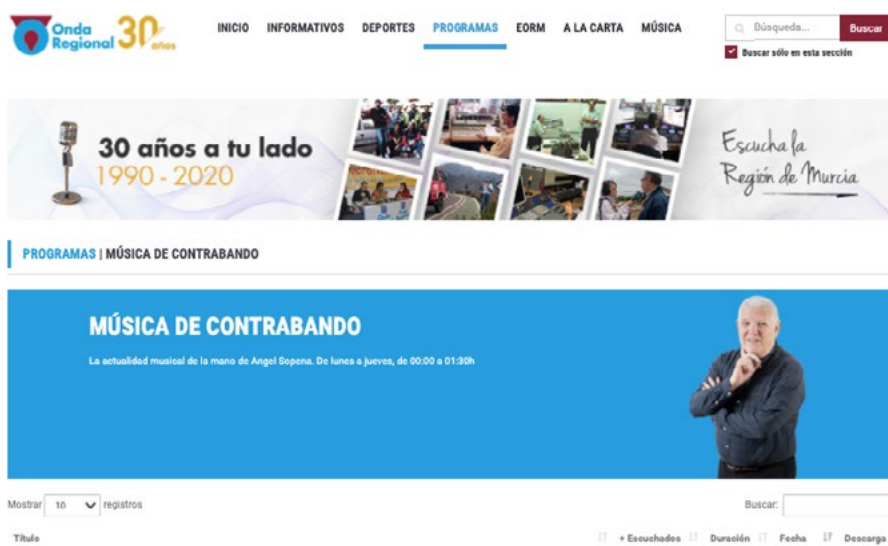 Onda
Regional 30 años
INICIO INFORMATIVOS DEPORTES PROGRAMAS EORM A LA CARTA MÚSICA
Búsqueda... Buscar
Buscar sólo en esta sección
30 años a tu lado
1990 - 2020
Escucha la
Región de Murcia
PROGRAMAS | MÚSICA DE CONTRABANDO
MÚSICA DE CONTRABANDO
La actualidad musical de la mano de Angel Sopena. De lunes a jueves, de 00:00 a 01:30h
Mostrar 10 registros
Buscar:
Título + Escuchados Duración Fecha Descarga